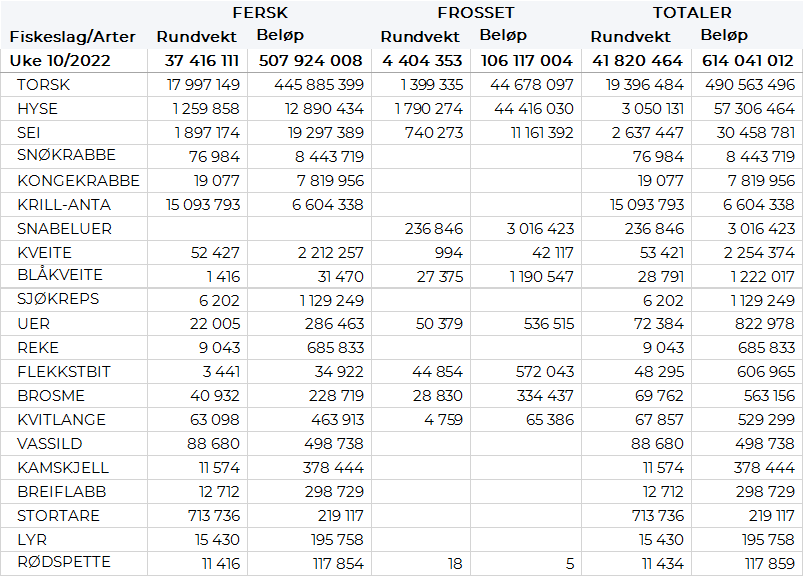 FERSK FROSSET TOTALER
Fiskeslag/Arter Rundvekt Beløp Rundvekt Beløp Rundvekt Beløp
Uke 10/2022 37 416 111 507 924 008 4 404 353 106 117 004 41 820 464 614 041 012
TORSK 17 997 149 445 885 399 1 399 335 44 678 097 19 396 484 490 563 496
HYSE 1 259 858 12 890 434 1 790 274 44 416 030 3 050 131 57 306 464
SEI 1 897 174 19 297 389 740 273 11 161 392 2 637 447 30 458 781
SNØKRABBE 76 984 8 443 719 76 984 8 443 719
KONGEKRABBE 19 077 7 819 956 19 077 7 819 956
KRILL-ANTA 15 093 793 6 604 338 15 093 793 6 604 338
SNABELUER 236 846 3 016 423 236 846 3 016 423
KVEITE 52 427 2 212 257 994 42 117 53 421 2 254 374
BLÅKVEITE 1 416 31 470 27 375 1 190 547 28 791 1 222 017
SJØKREPS 6 202 1 129 249 6 202 1 129 249
UER 22 005 286 463 50 379 536 515 72 384 822 978
REKE 9 043 685 833 9 043 685 833
FLEKKSTBIT 3 441 34 922 44 854 572 043 48 295 606 965
BROSME 40 932 228 719 28 830 334 437 69 762 563 156
KVITLANGE 63 098 463 913 4 759 65 386 67 857 529 299
VASSILD 88 680 498 738 88 680 498 738
KAMSKJELL 11 574 378 444 11 574 378 444
BREIFLABB 12 712 298 729 12 712 298 729
STORTARE 713 736 219 117 713 736 219 117
LYR 15 430 195 758 15 430 195 758
RØDSPETTE 11 416 117 854 18 5 11 434 117 859